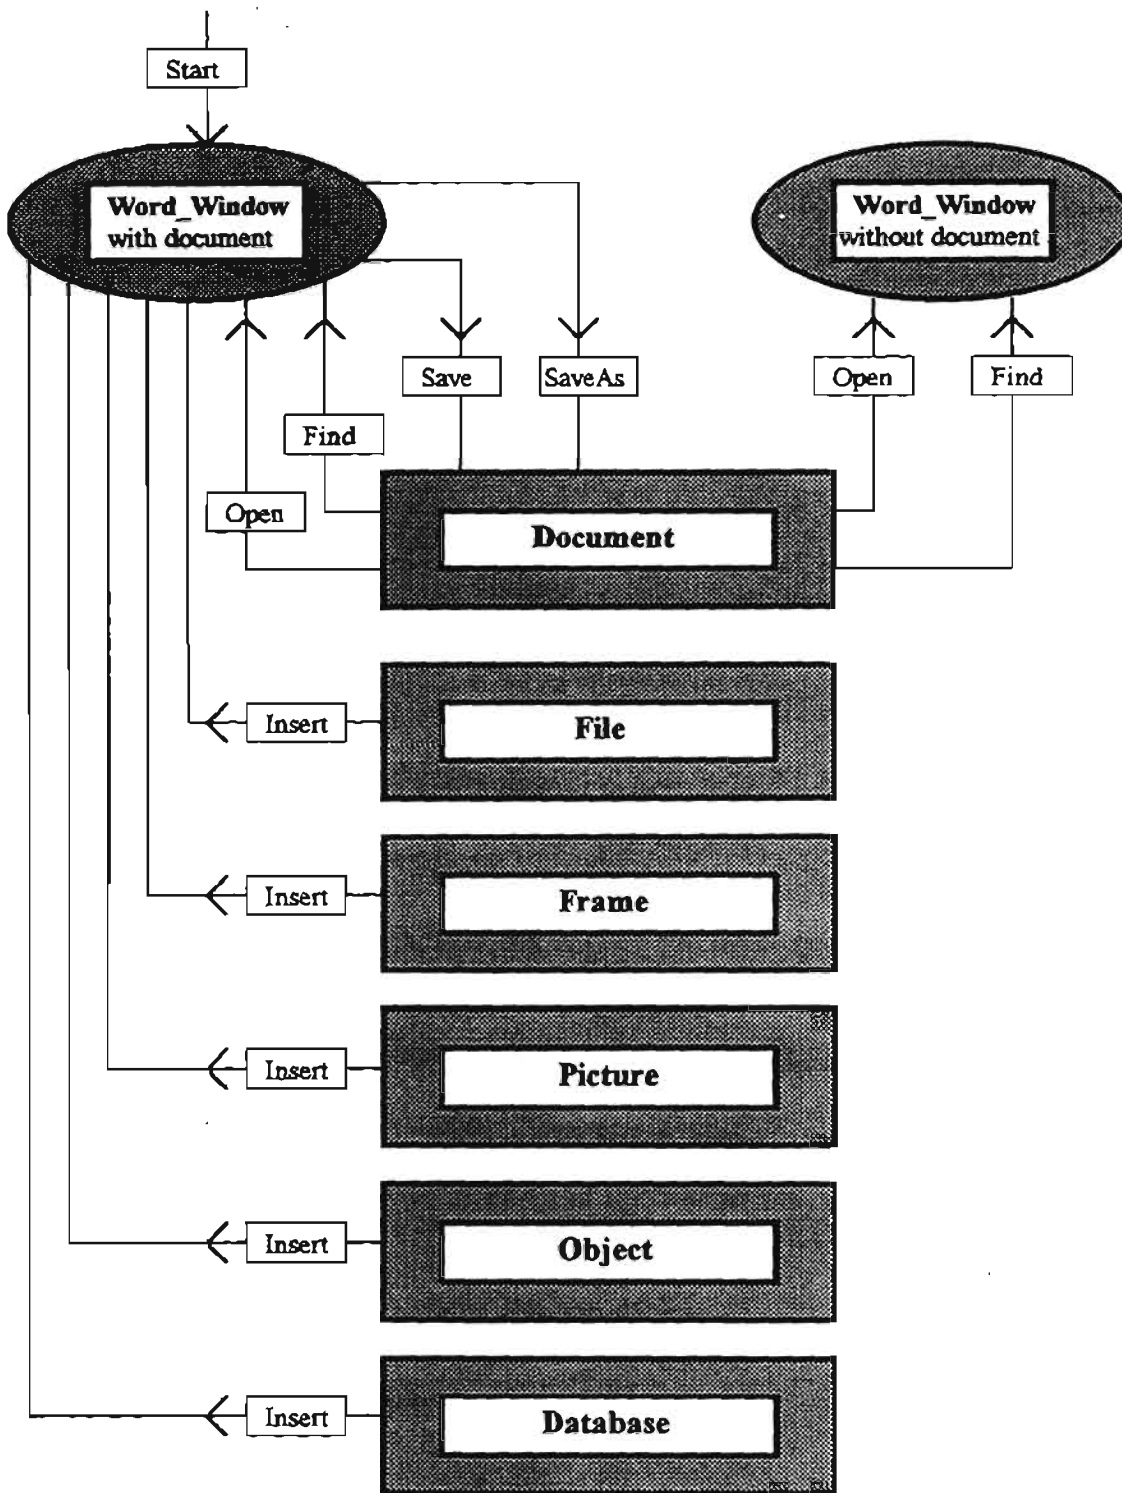 Start
Word_Window
with document
Word_Window
without document
Save
SaveAs
Open
Find
Find
Open
Document
Insert
File
Insert
Frame
Insert
Picture
Insert
Object
Insert
Database